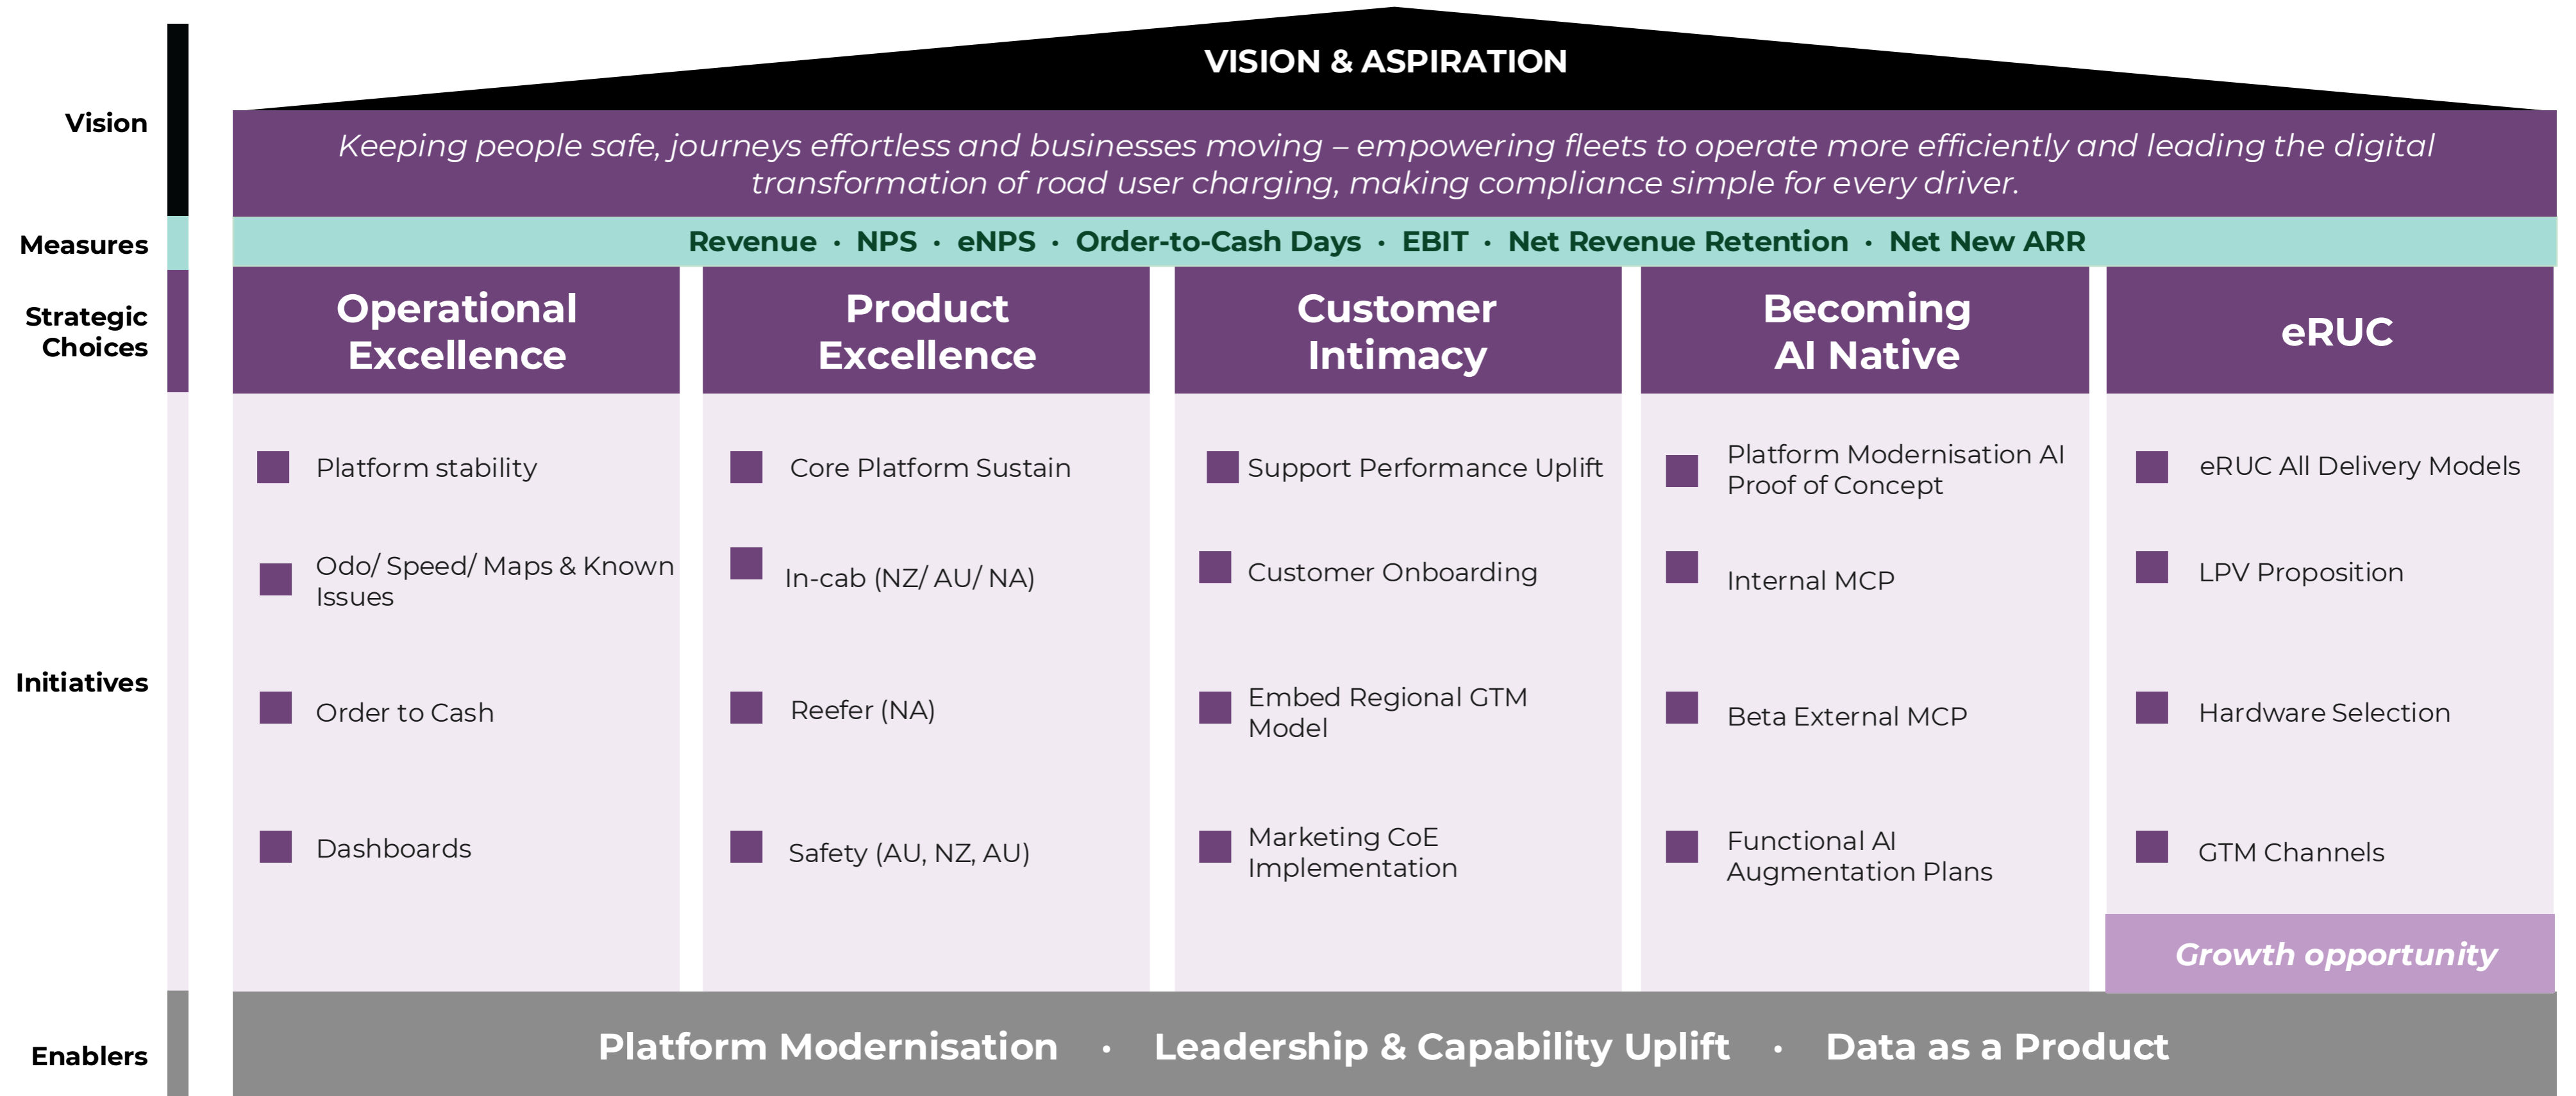 VISION & ASPIRATION
Vision
Keeping people safe, journeys effortless and businesses moving – empowering fleets to operate more efficiently and leading the digital
transformation of road user charging, making compliance simple for every driver.
Measures
Revenue • NPS • eNPS • Order-to-Cash Days • EBIT • Net Revenue Retention • Net New ARR
Strategic
Choices
Operational
Excellence
Product
Excellence
Customer
Intimacy
Becoming
AI Native
eRUC
Initiatives
Platform stability
Odo/ Speed/ Maps & Known
Issues
Order to Cash
Dashboards
Core Platform Sustain
In-cab (NZ/ AU/ NA)
Reefer (NA)
Safety (AU, NZ, AU)
Support Performance Uplift
Customer Onboarding
Embed Regional GTM
Model
Marketing CoE
Implementation
Platform Modernisation AI
Proof of Concept
Internal MCP
Beta External MCP
Functional AI
Augmentation Plans
eRUC All Delivery Models
LPV Proposition
Hardware Selection
GTM Channels
Growth opportunity
Enablers
Platform Modernisation • Leadership & Capability Uplift • Data as a Product